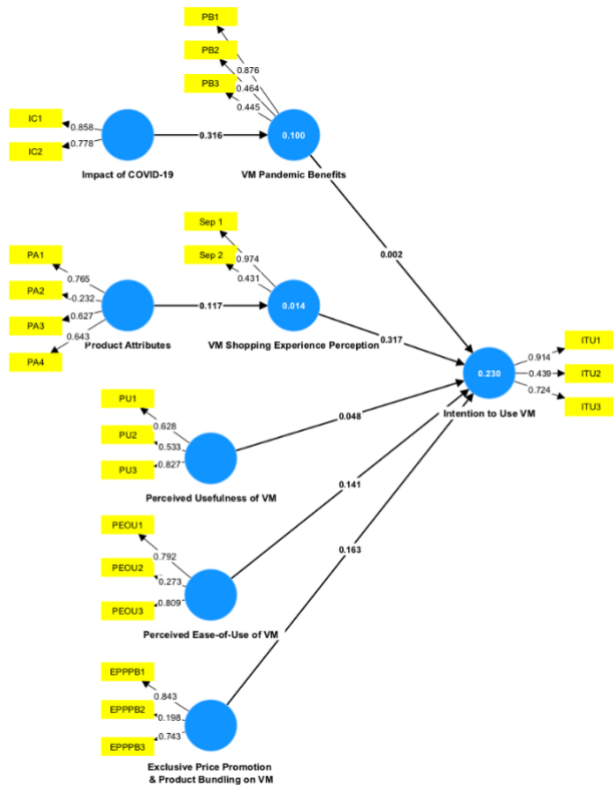 PB1
PB2
PB3
0.876
0.464
0.445
IC1
IC2
0.858
0.778
0.316
0.100
Impact of COVID-19
VM Pandemic Benefits
0.002
Sep 1
Sep 2
0.974
0.431
PA1
PA2
PA3
PA4
0.765
-0.232
0.627
0.643
0.117
0.014
Product Attributes
VM Shopping Experience Perception
0.317
ITU1
ITU2
ITU3
0.914
0.439
0.724
0.230
Intention to Use VM
PU1
PU2
PU3
0.628
0.533
0.827
0.048
Perceived Usefulness of VM
0.141
PEOU1
PEOU2
PEOU3
0.792
0.273
0.809
0.163
Perceived Ease-of-Use of VM
EPPPB1
EPPPB2
EPPPB3
0.843
0.198
0.743
Exclusive Price Promotion
& Product Bundling on VM